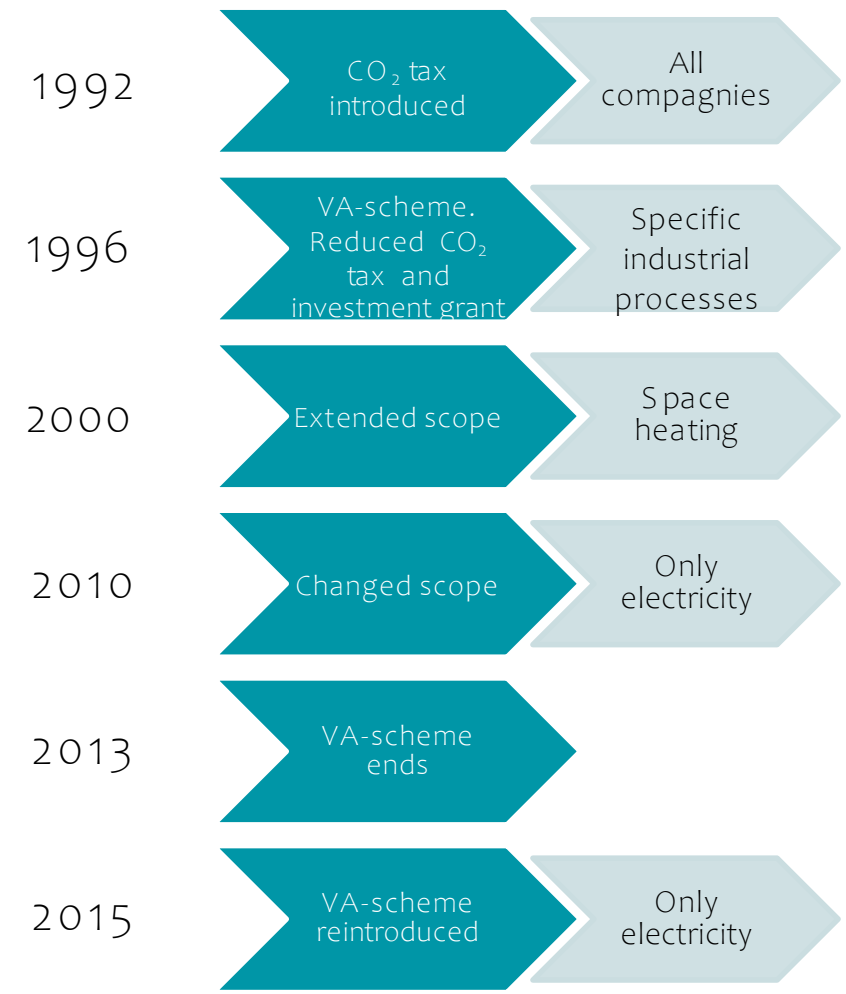 1992
CO₂ tax
introduced
All
compagnies
1996
VA-scheme.
Reduced CO₂
tax and
investment grant
Specific
industrial
processes
2000
Extended scope
Space
heating
2010
Changed scope
Only
electricity
2013
VA-scheme
ends
2015
VA-scheme
reintroduced
Only
electricity